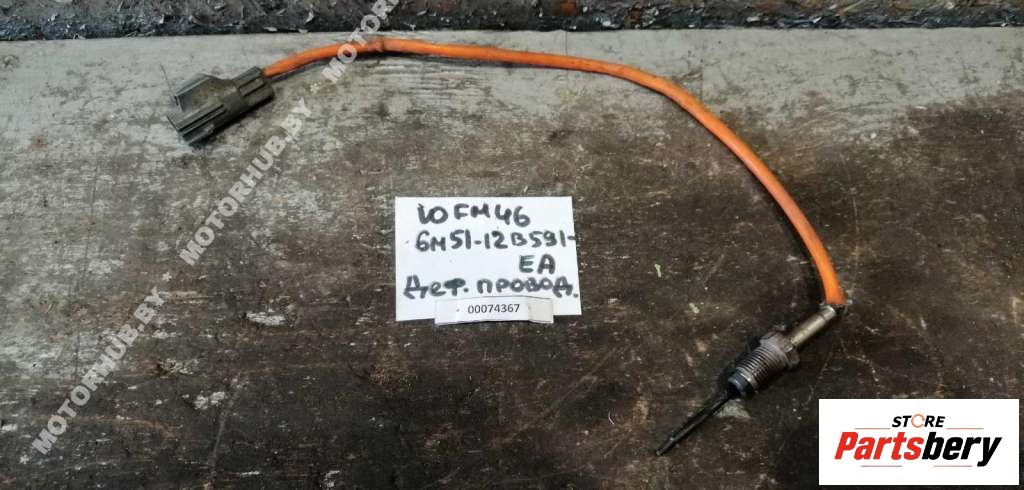 MOTORHUB.BY * MOTORHUB.BY * MOTORHUB.BY
10FM46
6M51-12B591-
EA
Деф. провод.
00074367
STORE
Partsbery